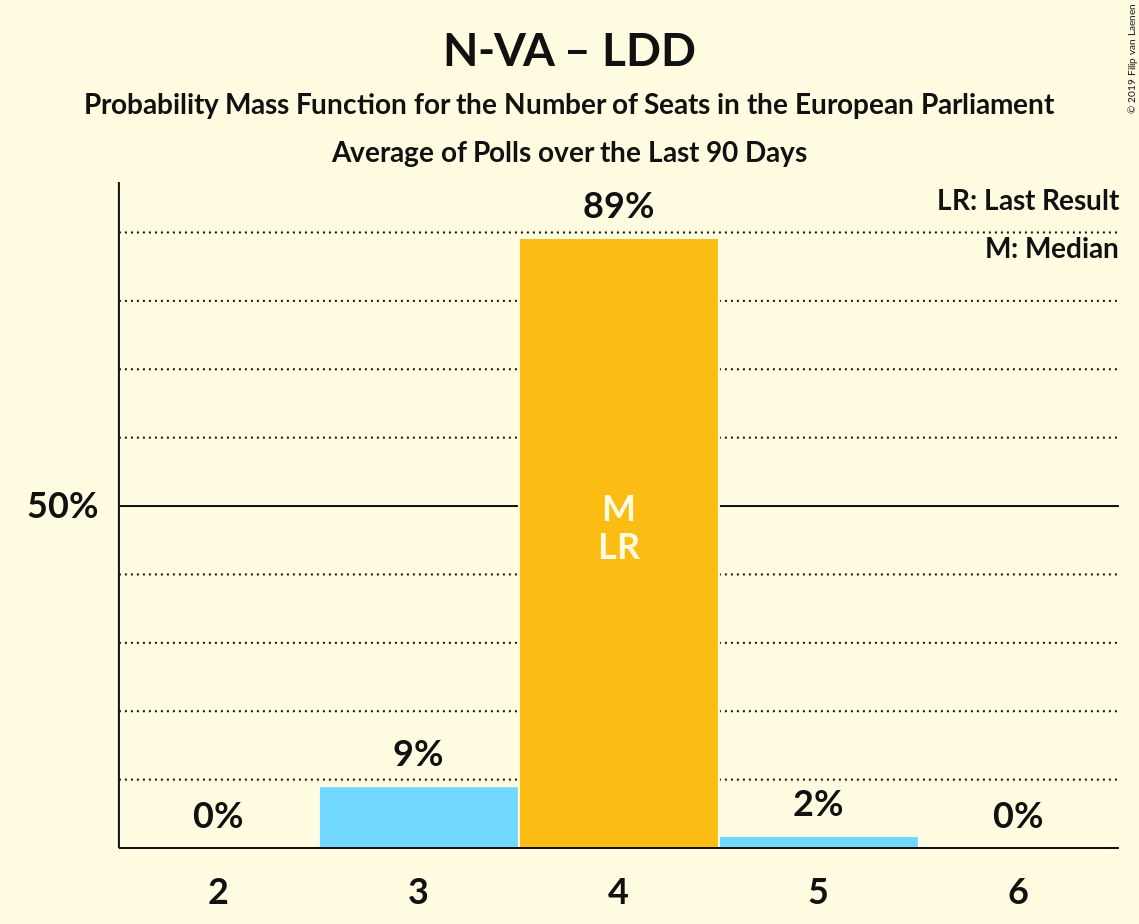 N-VA – LDD
Probability Mass Function for the Number of Seats in the European Parliament
Average of Polls over the Last 90 Days
© 2019 Filip van Laenen
LR: Last Result
M: Median
89%
50%
M
LR
9%
0%
2%
0%
2
3
4
5
6